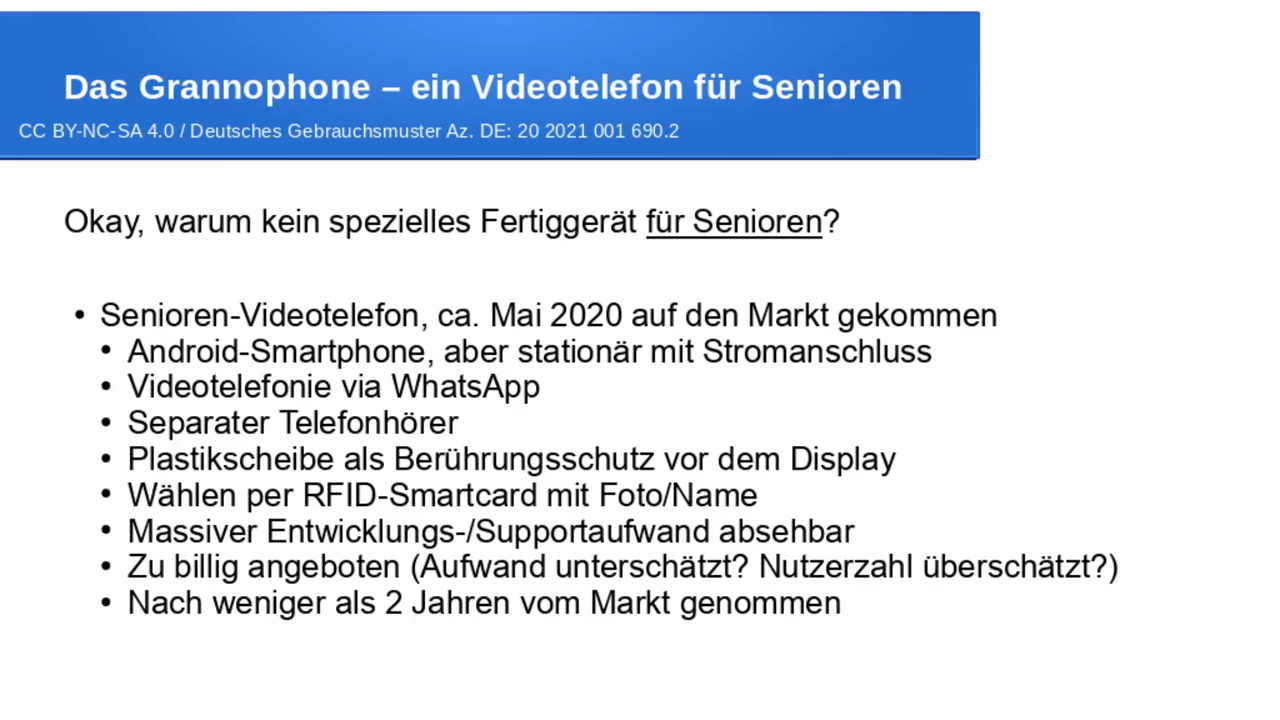 Das Grannophone – ein Videotelefon für Senioren
CC BY-NC-SA 4.0 / Deutsches Gebrauchsmuster Az. DE: 20 2021 001 690.2
Okay, warum kein spezielles Fertiggerät für Senioren?
• Senioren-Videotelefon, ca. Mai 2020 auf den Markt gekommen
• Android-Smartphone, aber stationär mit Stromanschluss
• Videotelefonie via WhatsApp
• Separater Telefonhörer
• Plastikscheibe als Berührungsschutz vor dem Display
• Wählen per RFID-Smartcard mit Foto/Name
• Massiver Entwicklungs-/Supportaufwand absehbar
• Zu billig angeboten (Aufwand unterschätzt? Nutzerzahl überschätzt?)
• Nach weniger als 2 Jahren vom Markt genommen